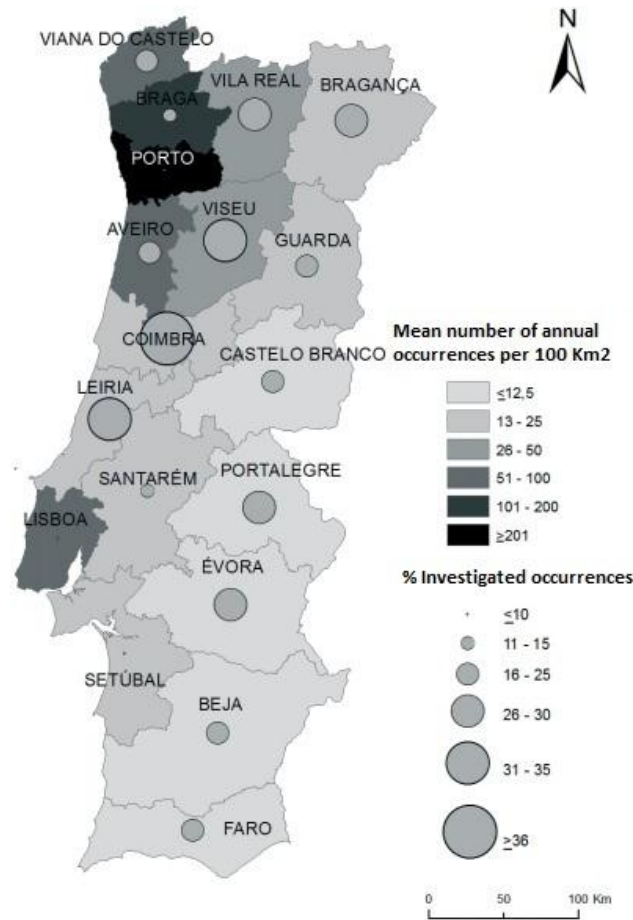 N
VIANA DO CASTELO
VILA REAL
BRAGANÇA
BRAGA
PORTO
VISEU
AVEIRO
GUARDA
COIMBRA
CASTELO BRANCO
LEIRIA
SANTARÉM
PORTALEGRE
LISBOA
ÉVORA
SETÚBAL
BEJA
FARO
Mean number of annual
occurrences per 100 Km2
≤12,5
13 - 25
26 - 50
51 - 100
101 - 200
≥201
% Investigated occurrences
≤10
11 - 15
16 - 25
26 - 30
31 - 35
≥36
0 50 100 Km